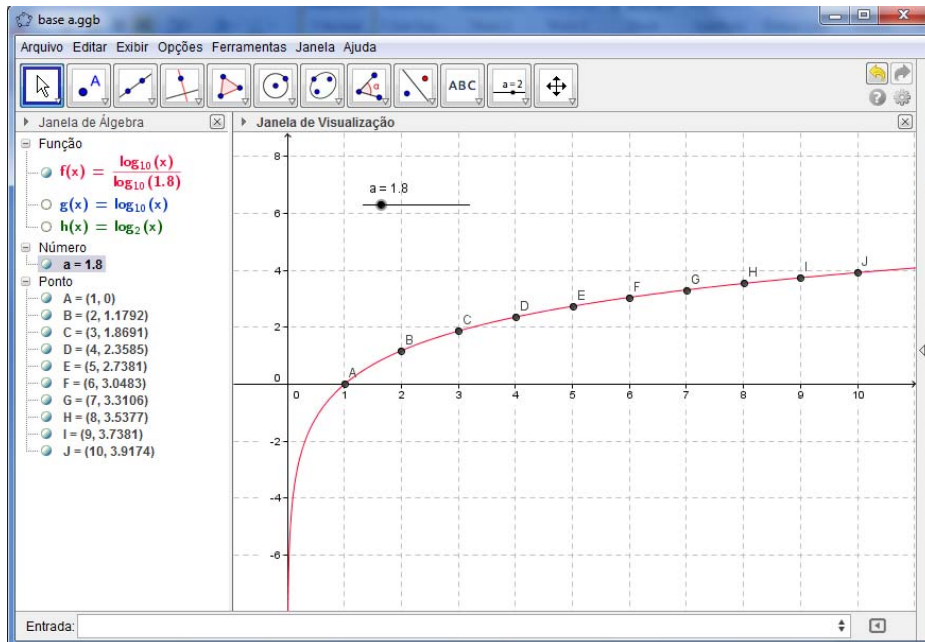 base a.ggb
Arquivo Editar Exibir Opções Ferramentas Janela Ajuda
A
ABC
a=2
Janela de Álgebra
Função
f(x) = log₁₀(x) / log₁₀(1.8)
g(x) = log₁₀(x)
h(x) = log₂(x)
Número
a = 1.8
Ponto
A = (1, 0)
B = (2, 1.1792)
C = (3, 1.8691)
D = (4, 2.3585)
E = (5, 2.7381)
F = (6, 3.0483)
G = (7, 3.3106)
H = (8, 3.5377)
I = (9, 3.7381)
J = (10, 3.9174)
Janela de Visualização
a = 1.8
8
6
4
2
0
-2
-4
-6
0 1 2 3 4 5 6 7 8 9 10
A B C D E F G H I J
Entrada: